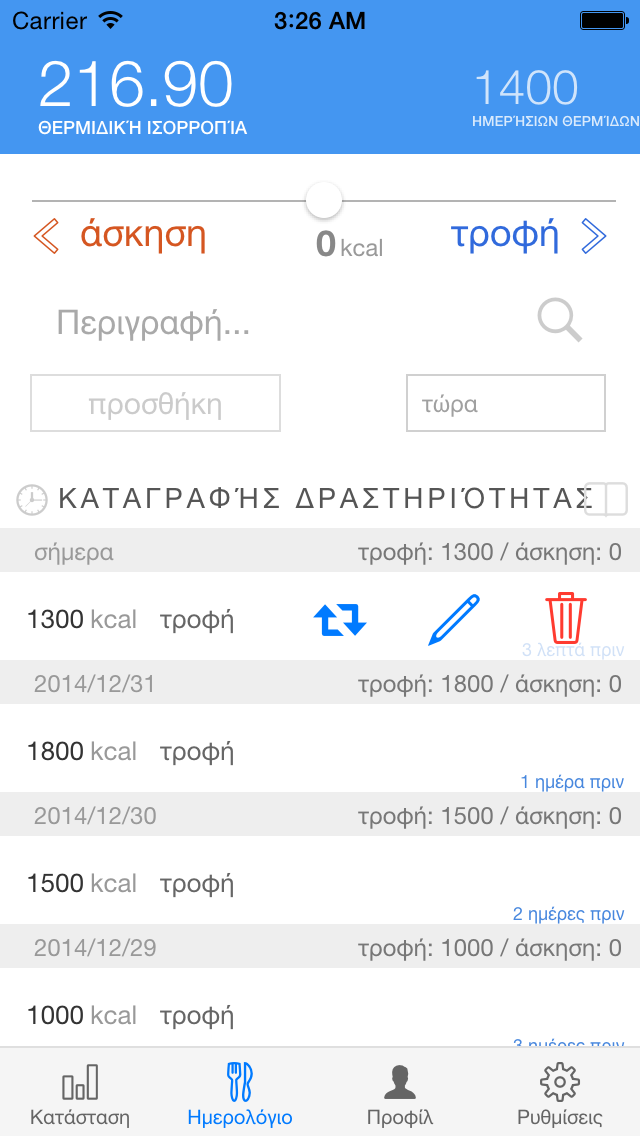 Carrier 3:26 AM
216.90
ΘΕΡΜΙΔΙΚΉ ΙΣΟΡΡΟΠΊΑ
1400
ΗΜΕΡΉΣΙΩΝ ΘΕΡΜΊΔΩΝ
άσκηση
0 kcal
τροφή
Περιγραφή...
προσθήκη
τώρα
ΚΑΤΑΓΡΑΦΉΣ ΔΡΑΣΤΗΡΙΌΤΗΤΑΣ
σήμερα τροφή: 1300 / άσκηση: 0
1300 kcal τροφή
3 λεπτά πριν
2014/12/31 τροφή: 1800 / άσκηση: 0
1800 kcal τροφή
1 ημέρα πριν
2014/12/30 τροφή: 1500 / άσκηση: 0
1500 kcal τροφή
2 ημέρες πριν
2014/12/29 τροφή: 1000 / άσκηση: 0
1000 kcal τροφή
3 ημέρες πριν
Κατάσταση Ημερολόγιο Προφίλ Ρυθμίσεις